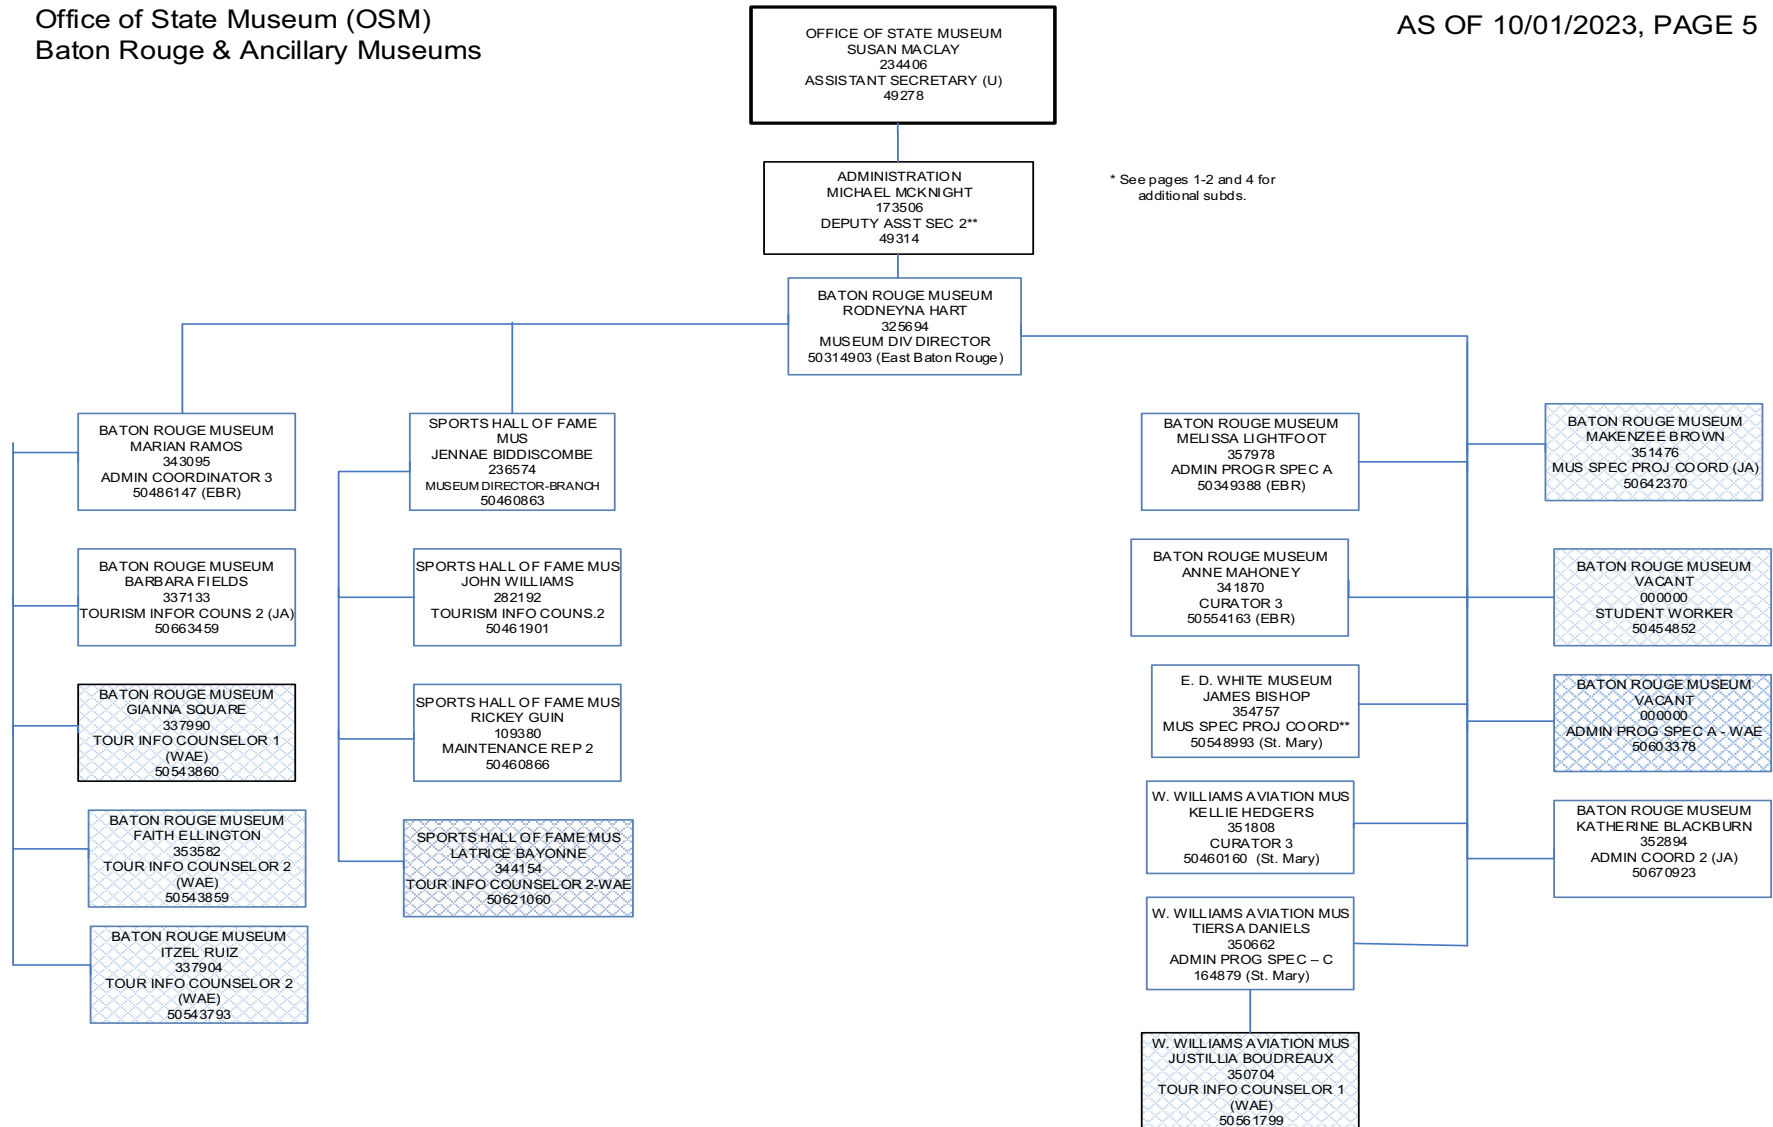 Office of State Museum (OSM)
Baton Rouge & Ancillary Museums
AS OF 10/01/2023, PAGE 5
OFFICE OF STATE MUSEUM
SUSAN MACLAY
234406
ASSISTANT SECRETARY (U)
49278
ADMINISTRATION
MICHAEL MCKNIGHT
173506
DEPUTY ASST SEC 2**
49314
* See pages 1-2 and 4 for
additional subds.
BATON ROUGE MUSEUM
RODNEYNA HART
325694
MUSEUM DIV DIRECTOR
50314903 (East Baton Rouge)
BATON ROUGE MUSEUM
MARIAN RAMOS
343095
ADMIN COORDINATOR 3
50486147 (EBR)
BATON ROUGE MUSEUM
BARBARA FIELDS
337133
TOURISM INFOR COUNS 2 (JA)
50663459
BATON ROUGE MUSEUM
GIANNA SQUARE
337990
TOUR INFO COUNSELOR 1
(WAE)
50543860
BATON ROUGE MUSEUM
FAITH ELLINGTON
353582
TOUR INFO COUNSELOR 2
(WAE)
50543859
BATON ROUGE MUSEUM
ITZEL RUIZ
337904
TOUR INFO COUNSELOR 2
(WAE)
50543793
SPORTS HALL OF FAME
MUS
JENNAE BIDDISCOMBE
236574
MUSEUM DIRECTOR-BRANCH
50460863
SPORTS HALL OF FAME MUS
JOHN WILLIAMS
282192
TOURISM INFO COUNS.2
50461901
SPORTS HALL OF FAME MUS
RICKEY GUIN
109380
MAINTENANCE REP 2
50460866
SPORTS HALL OF FAME MUS
LATRICE BAYONNE
344154
TOUR INFO COUNSELOR 2-WAE
50621060
BATON ROUGE MUSEUM
MELISSA LIGHTFOOT
357978
ADMIN PROGR SPEC A
50349388 (EBR)
BATON ROUGE MUSEUM
ANNE MAHONEY
341870
CURATOR 3
50554163 (EBR)
E. D. WHITE MUSEUM
JAMES BISHOP
354757
MUS SPEC PROJ COORD**
50548993 (St. Mary)
W. WILLIAMS AVIATION MUS
KELLIE HEDGERS
351808
CURATOR 3
50460160 (St. Mary)
W. WILLIAMS AVIATION MUS
TIERSA DANIELS
350662
ADMIN PROG SPEC – C
164879 (St. Mary)
W. WILLIAMS AVIATION MUS
JUSTILLIA BOUDREAUX
350704
TOUR INFO COUNSELOR 1
(WAE)
50561799
BATON ROUGE MUSEUM
MAKENZEE BROWN
351476
MUS SPEC PROJ COORD (JA)
50642370
BATON ROUGE MUSEUM
VACANT
000000
STUDENT WORKER
50454852
BATON ROUGE MUSEUM
VACANT
000000
ADMIN PROG SPEC A - WAE
50603378
BATON ROUGE MUSEUM
KATHERINE BLACKBURN
352894
ADMIN COORD 2 (JA)
50670923